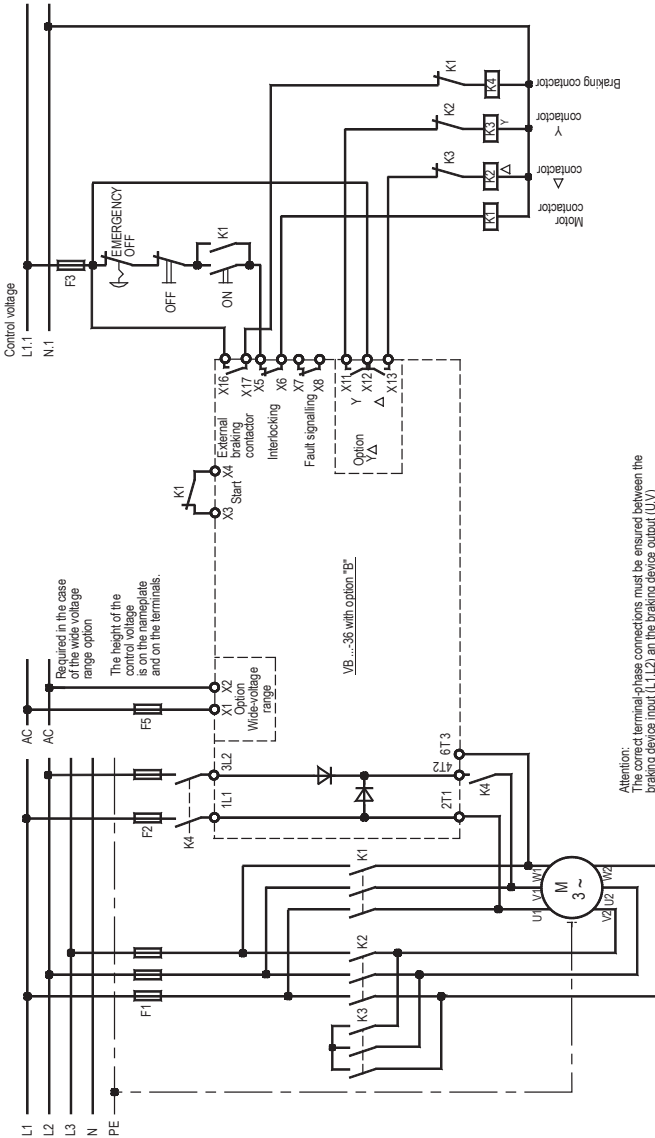 Control voltage
L1.1
N.1
F3
EMERGENCY
OFF
OFF
ON
K1
K1
K2
K3
K4
K3
Y
K2
△
K1
Braking contactor
Y
contactor
△
contactor
Motor
contactor
AC
AC
Required in the case
of the wide voltage
range option
The height of the
control voltage
is on the nameplate
and on the terminals.
F5
K1
X3
X4
Start
X1
X2
Option
Wide-voltage
range
X16
X17
X5
X6
X7
X8
External
braking
contactor
Interlocking
Fault signalling
X11
X12
X13
Y
△
Option
Y△
VB ...-36 with option "B"
L1
L2
L3
N
PE
F1
F2
K4
1L1
3L2
2T1
4T2
6T3
K4
K1
K2
K3
U1
V1
W1
M
3 ~
V2
U2
W2
Attention:
The correct terminal-phase connections must be ensured between the
braking device input (L1,L2) an the braking device output (U,V)